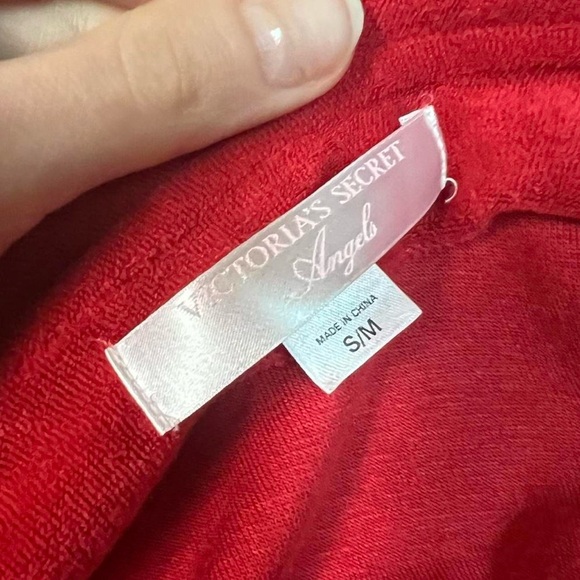 VICTORIA'S SECRET
Angels
MADE IN CHINA
S/M